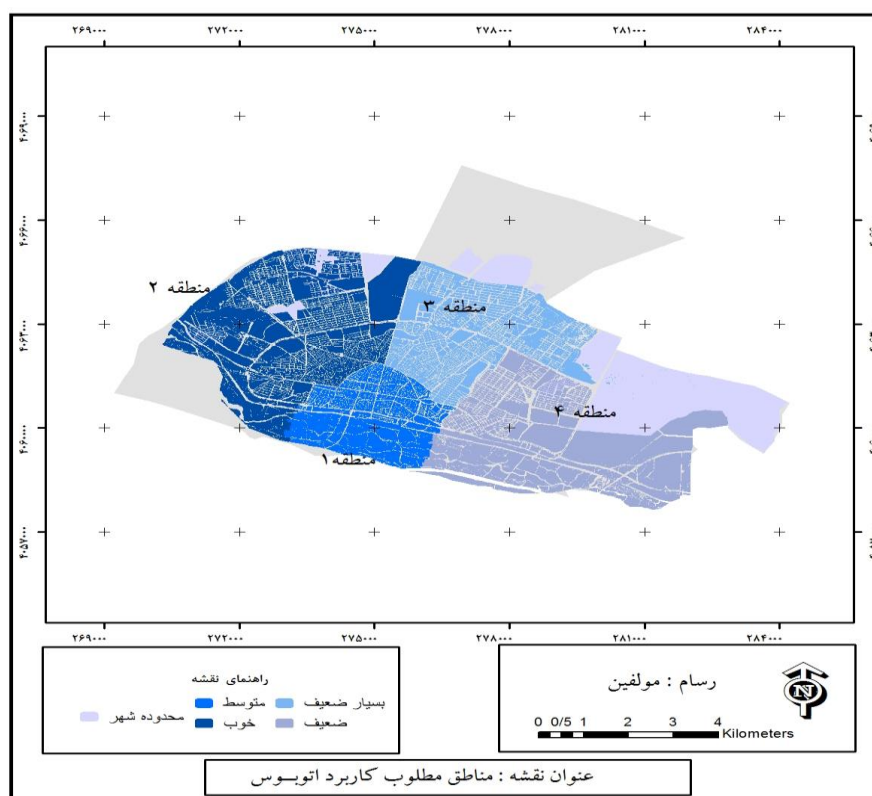 ۲۶۹۰۰۰ ۲۷۲۰۰۰ ۲۷۵۰۰۰ ۲۷۸۰۰۰ ۲۸۱۰۰۰ ۲۸۴۰۰۰
۴۰۶۹۰۰۰
۴۰۶۶۰۰۰
۴۰۶۳۰۰۰
۴۰۶۰۰۰۰
۴۰۵۷۰۰۰
منطقه ۲
منطقه ۳
منطقه ۴
منطقه۱
۲۶۹۰۰۰ ۲۷۲۰۰۰ ۲۷۵۰۰۰ ۲۷۸۰۰۰ ۲۸۱۰۰۰ ۲۸۴۰۰۰
راهنمای نقشه
بسیار ضعیف متوسط محدوده شهر
ضعیف خوب
رسام : مولفین
N
0 0/5 1 2 3 4
Kilometers
عنوان نقشه : مناطق مطلوب کاربرد اتوبوس